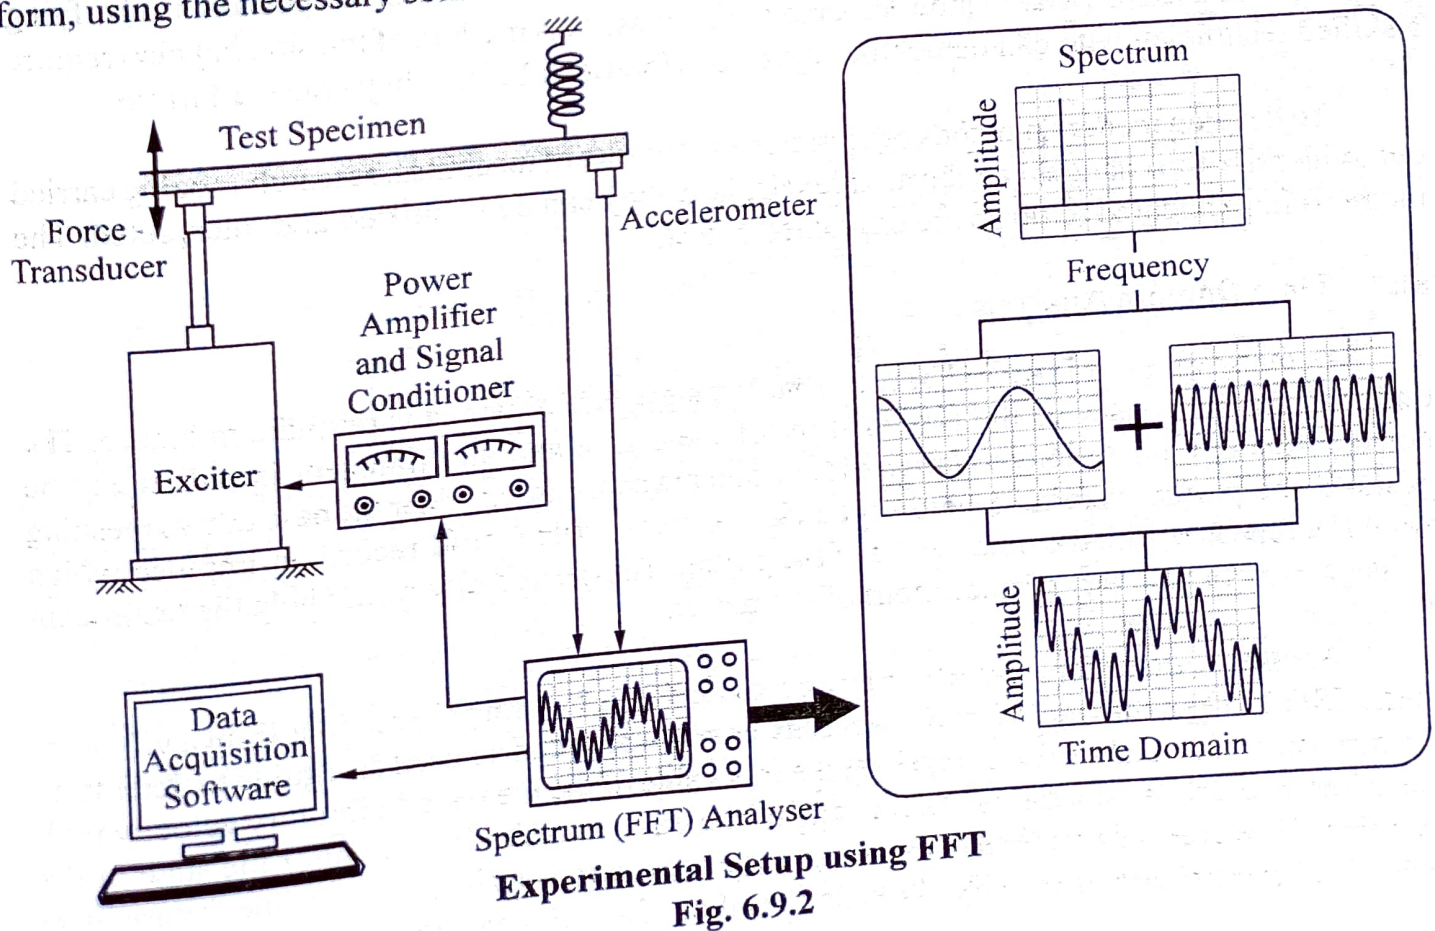 form, using the necessary
Test Specimen
Force
Transducer
Accelerometer
Power
Amplifier
and Signal
Conditioner
Exciter
Data
Acquisition
Software
Spectrum (FFT) Analyser
Spectrum
Amplitude
Frequency
+
Amplitude
Time Domain
Experimental Setup using FFT
Fig. 6.9.2